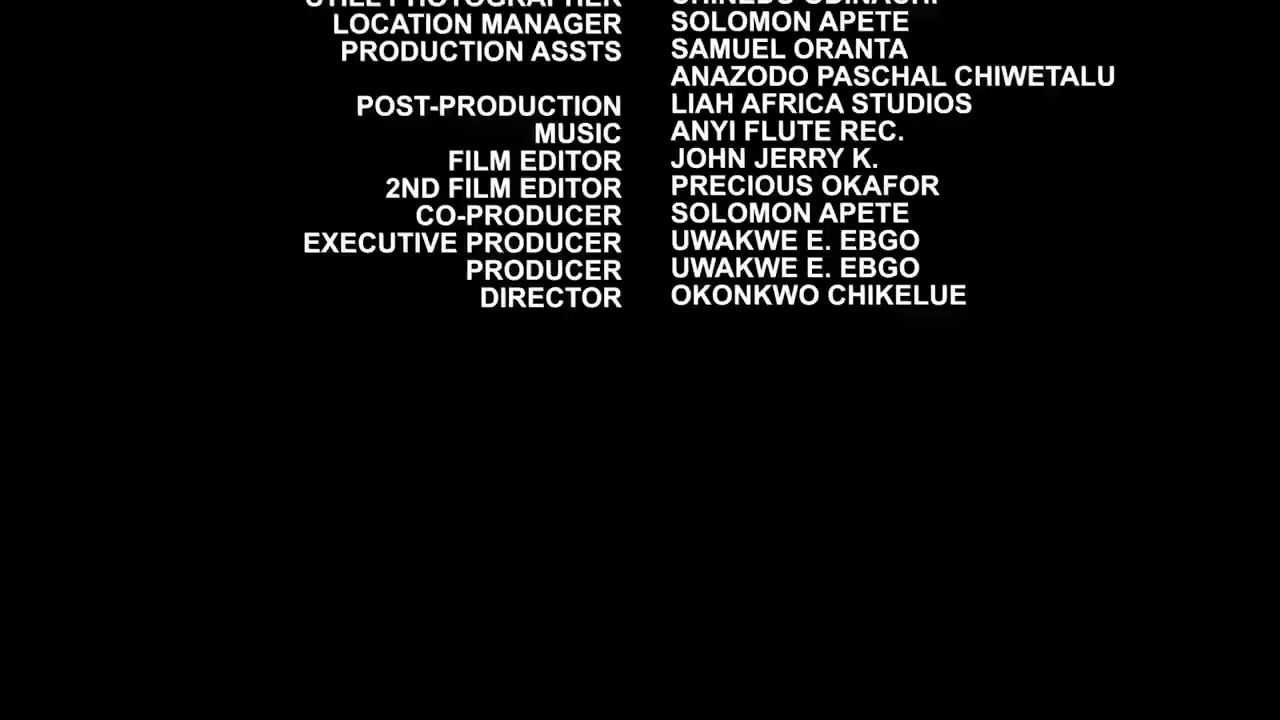 LOCATION MANAGER SOLOMON APETE
PRODUCTION ASSTS SAMUEL ORANTA
ANAZODO PASCHAL CHIWETALU
POST-PRODUCTION LIAH AFRICA STUDIOS
MUSIC ANYI FLUTE REC.
FILM EDITOR JOHN JERRY K.
2ND FILM EDITOR PRECIOUS OKAFOR
CO-PRODUCER SOLOMON APETE
EXECUTIVE PRODUCER UWAKWE E. EBGO
PRODUCER UWAKWE E. EBGO
DIRECTOR OKONKWO CHIKELUE